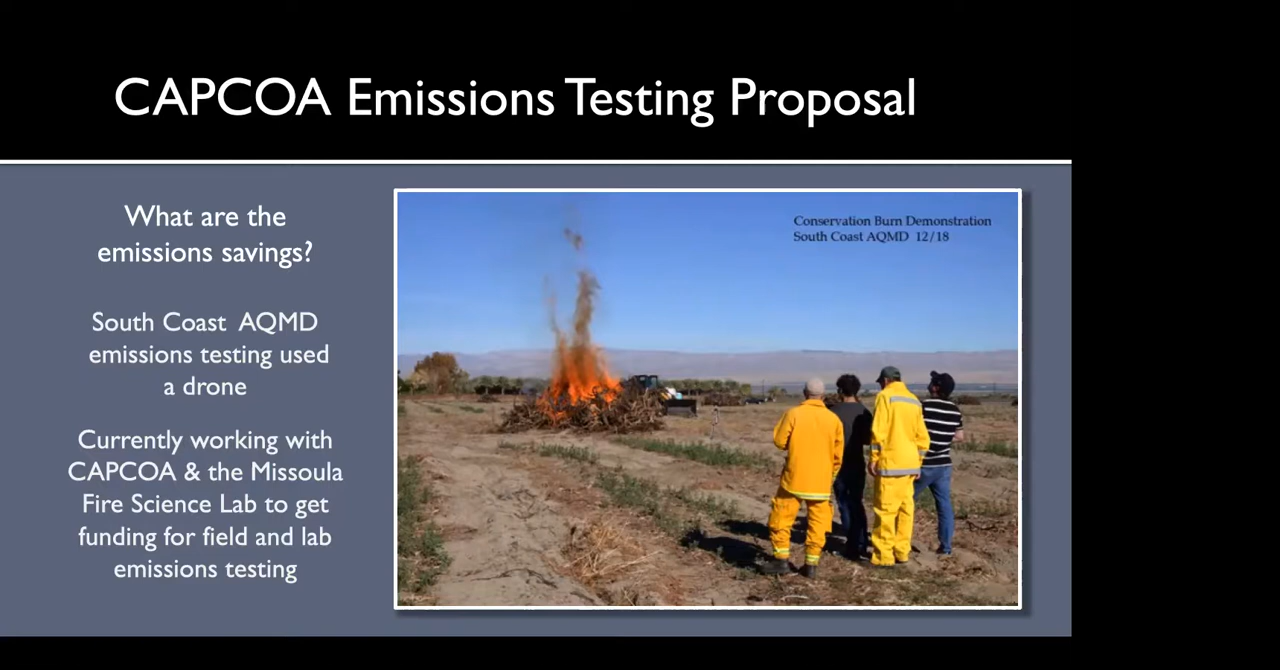 CAPCOA Emissions Testing Proposal
What are the
emissions savings?
South Coast AQMD
emissions testing used
a drone
Currently working with
CAPCOA & the Missoula
Fire Science Lab to get
funding for field and lab
emissions testing
Conservation Burn Demonstration
South Coast AQMD 12/18